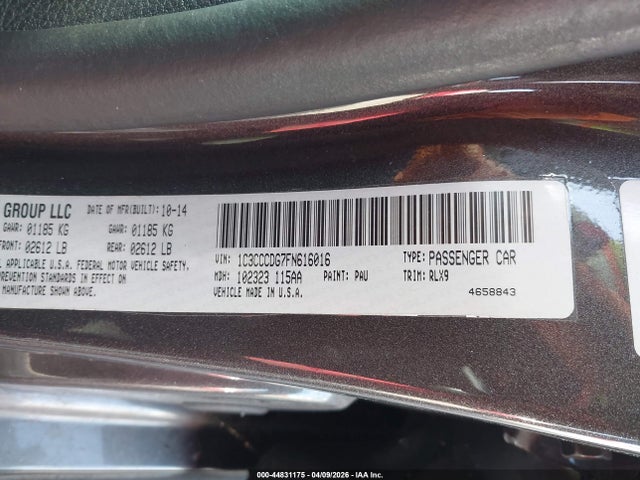 GROUP LLC DATE OF MFR(BUILT): 10-14
GAWR: 01185 KG GAWR: 01185 KG
FRONT: 02612 LB REAR: 02612 LB
APPLICABLE U.S.A. FEDERAL MOTOR VEHICLE SAFETY,
PREVENTION STANDARDS IN EFFECT ON
MANUFACTURE SHOWN ABOVE.
VIN: 1C3CCCDG7FN616016 TYPE: PASSENGER CAR
MDH: 102323 115AA PAINT: PAU TRIM: RLX9
VEHICLE MADE IN U.S.A. 4658843
000-44831175 - 04/09/2026 - IAA Inc.